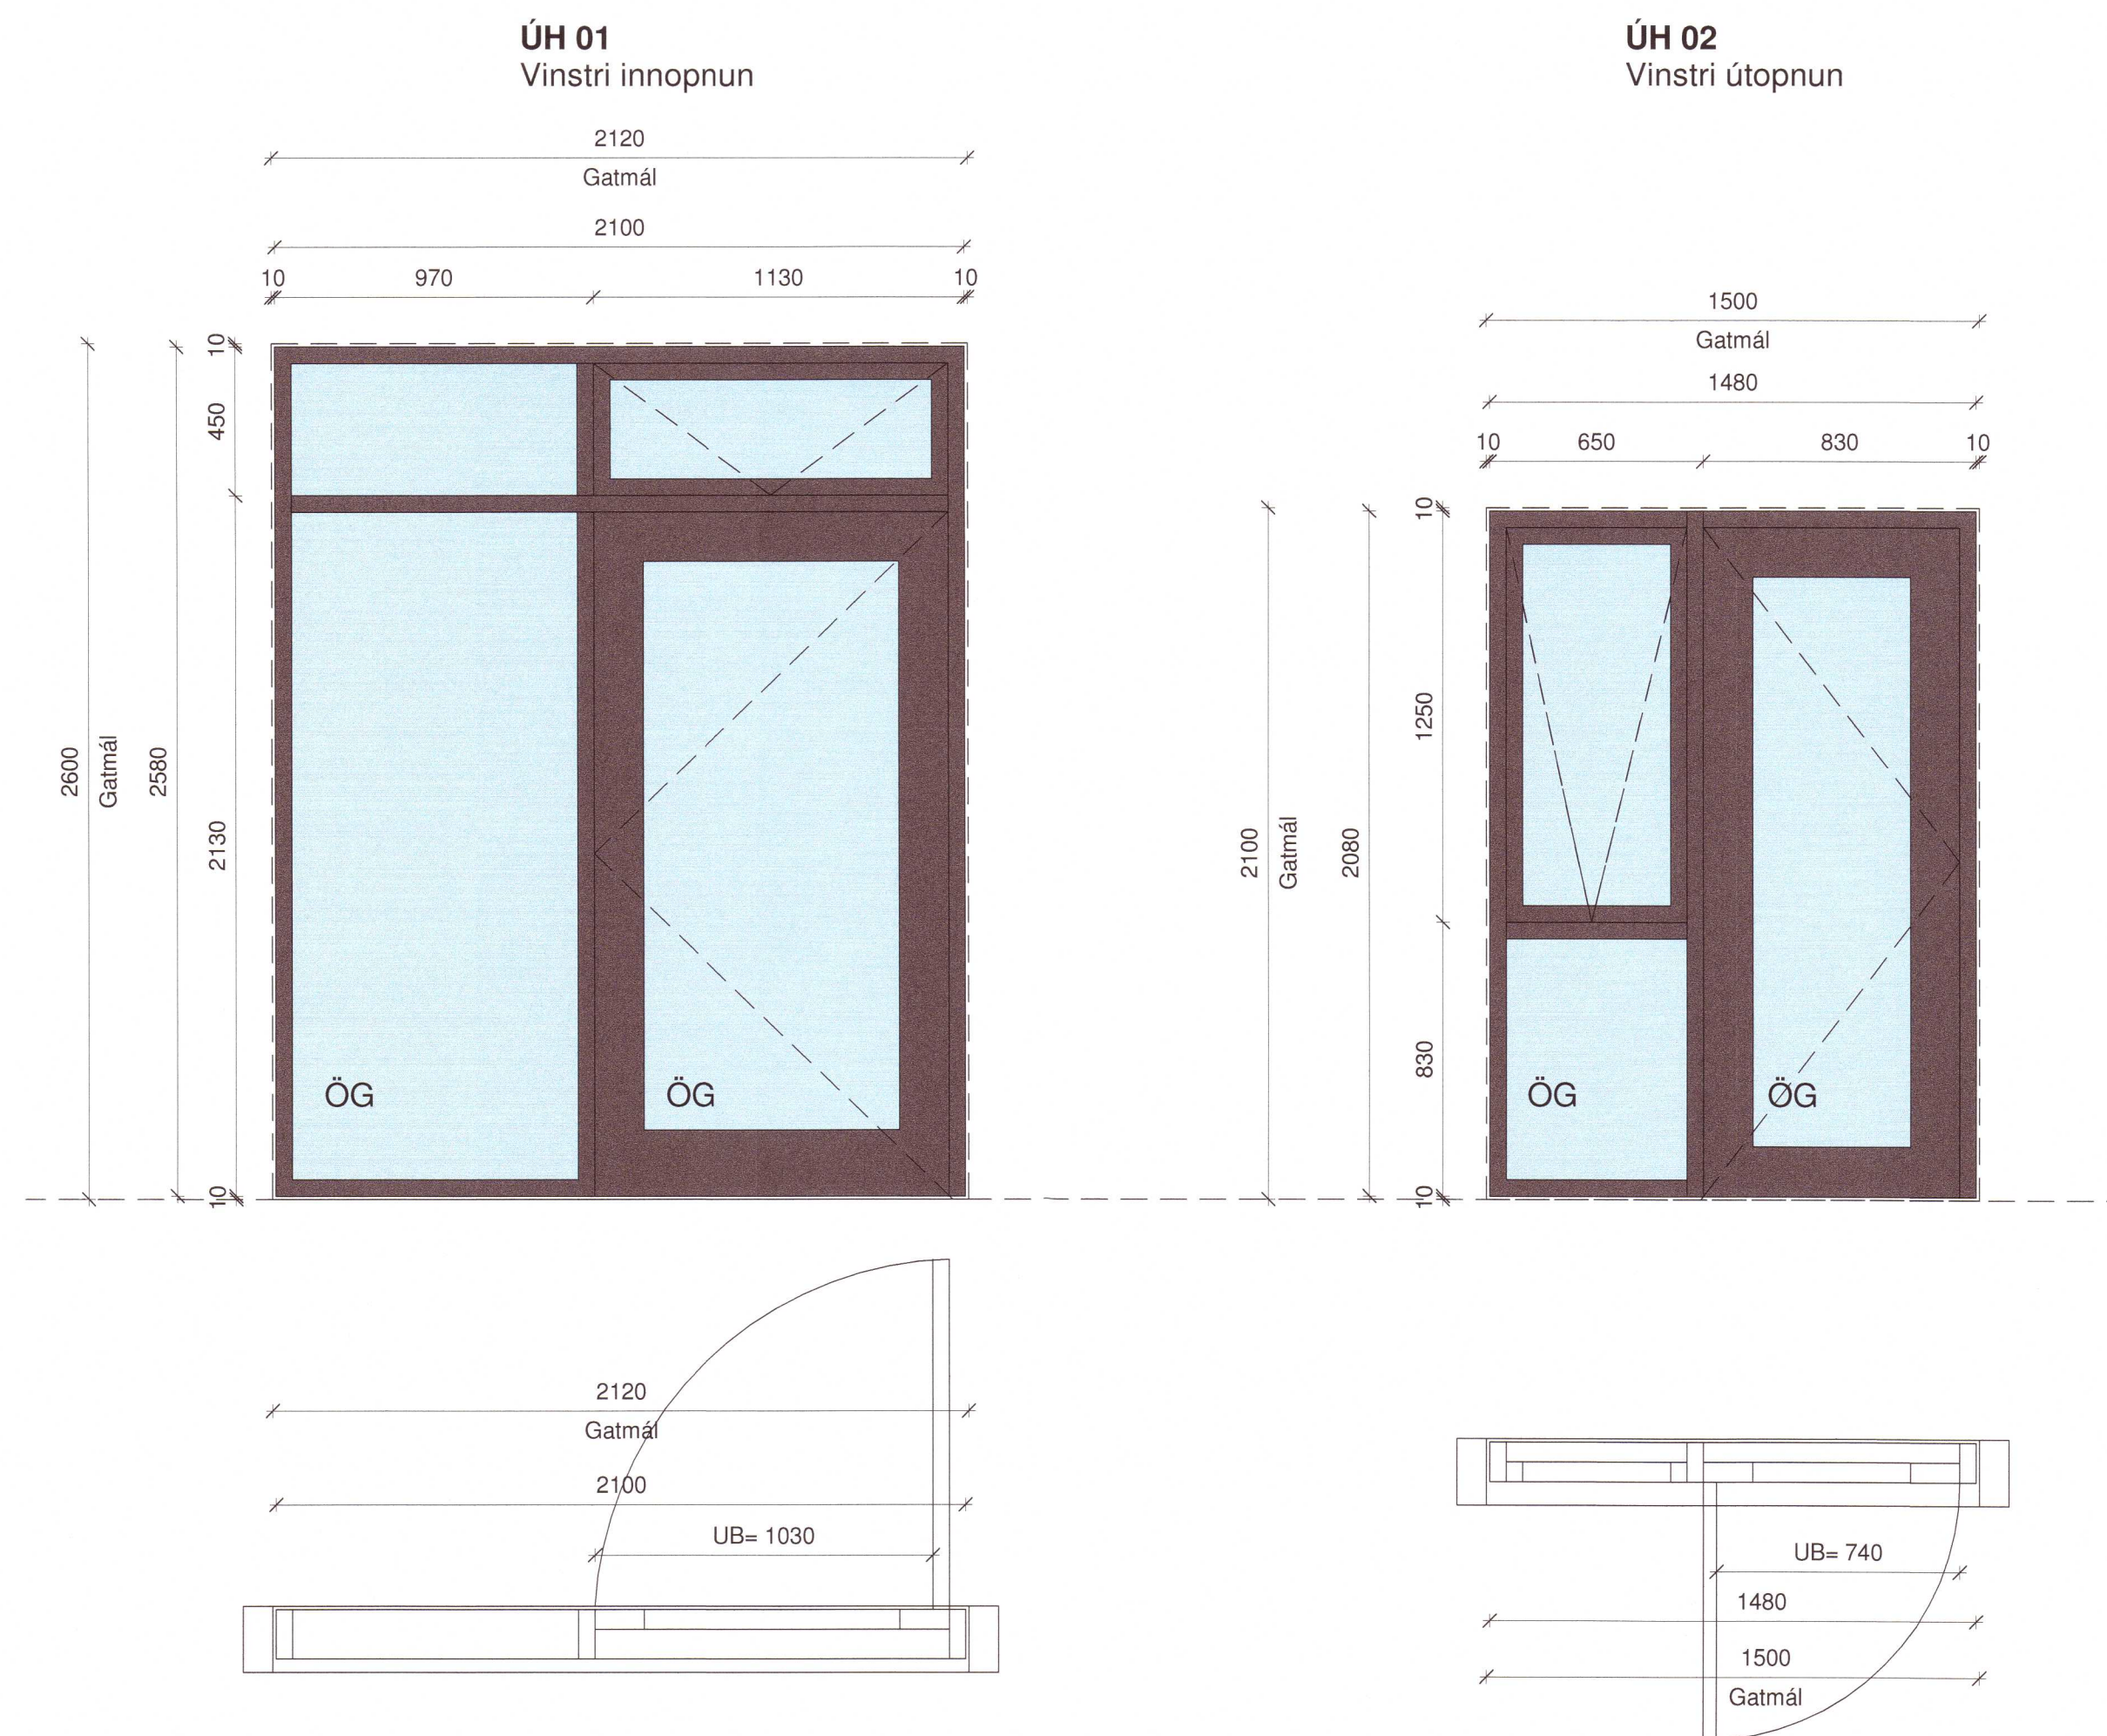 ÚH 01
Vinstri innopnun
2120
Gatmál
2100
10 970 1130 10
10
450
2130
10
2580
2600
Gatmál
ÖG
ÖG
2120
Gatmál
2100
UB= 1030
ÚH 02
Vinstri útopnun
1500
Gatmál
1480
10 650 830 10
10
1250
830
10
2080
2100
Gatmál
ÖG
ÖG
UB= 740
1480
1500
Gatmál